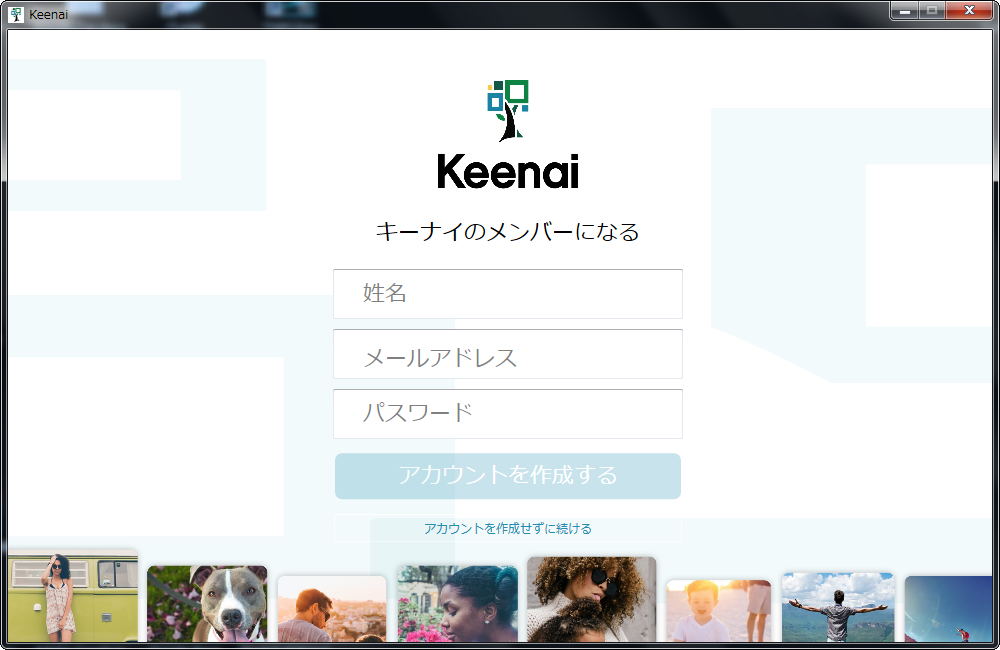 Keenai
Keenai
キーナイのメンバーになる
姓名
メールアドレス
パスワード
アカウントを作成する
アカウントを作成せずに続ける